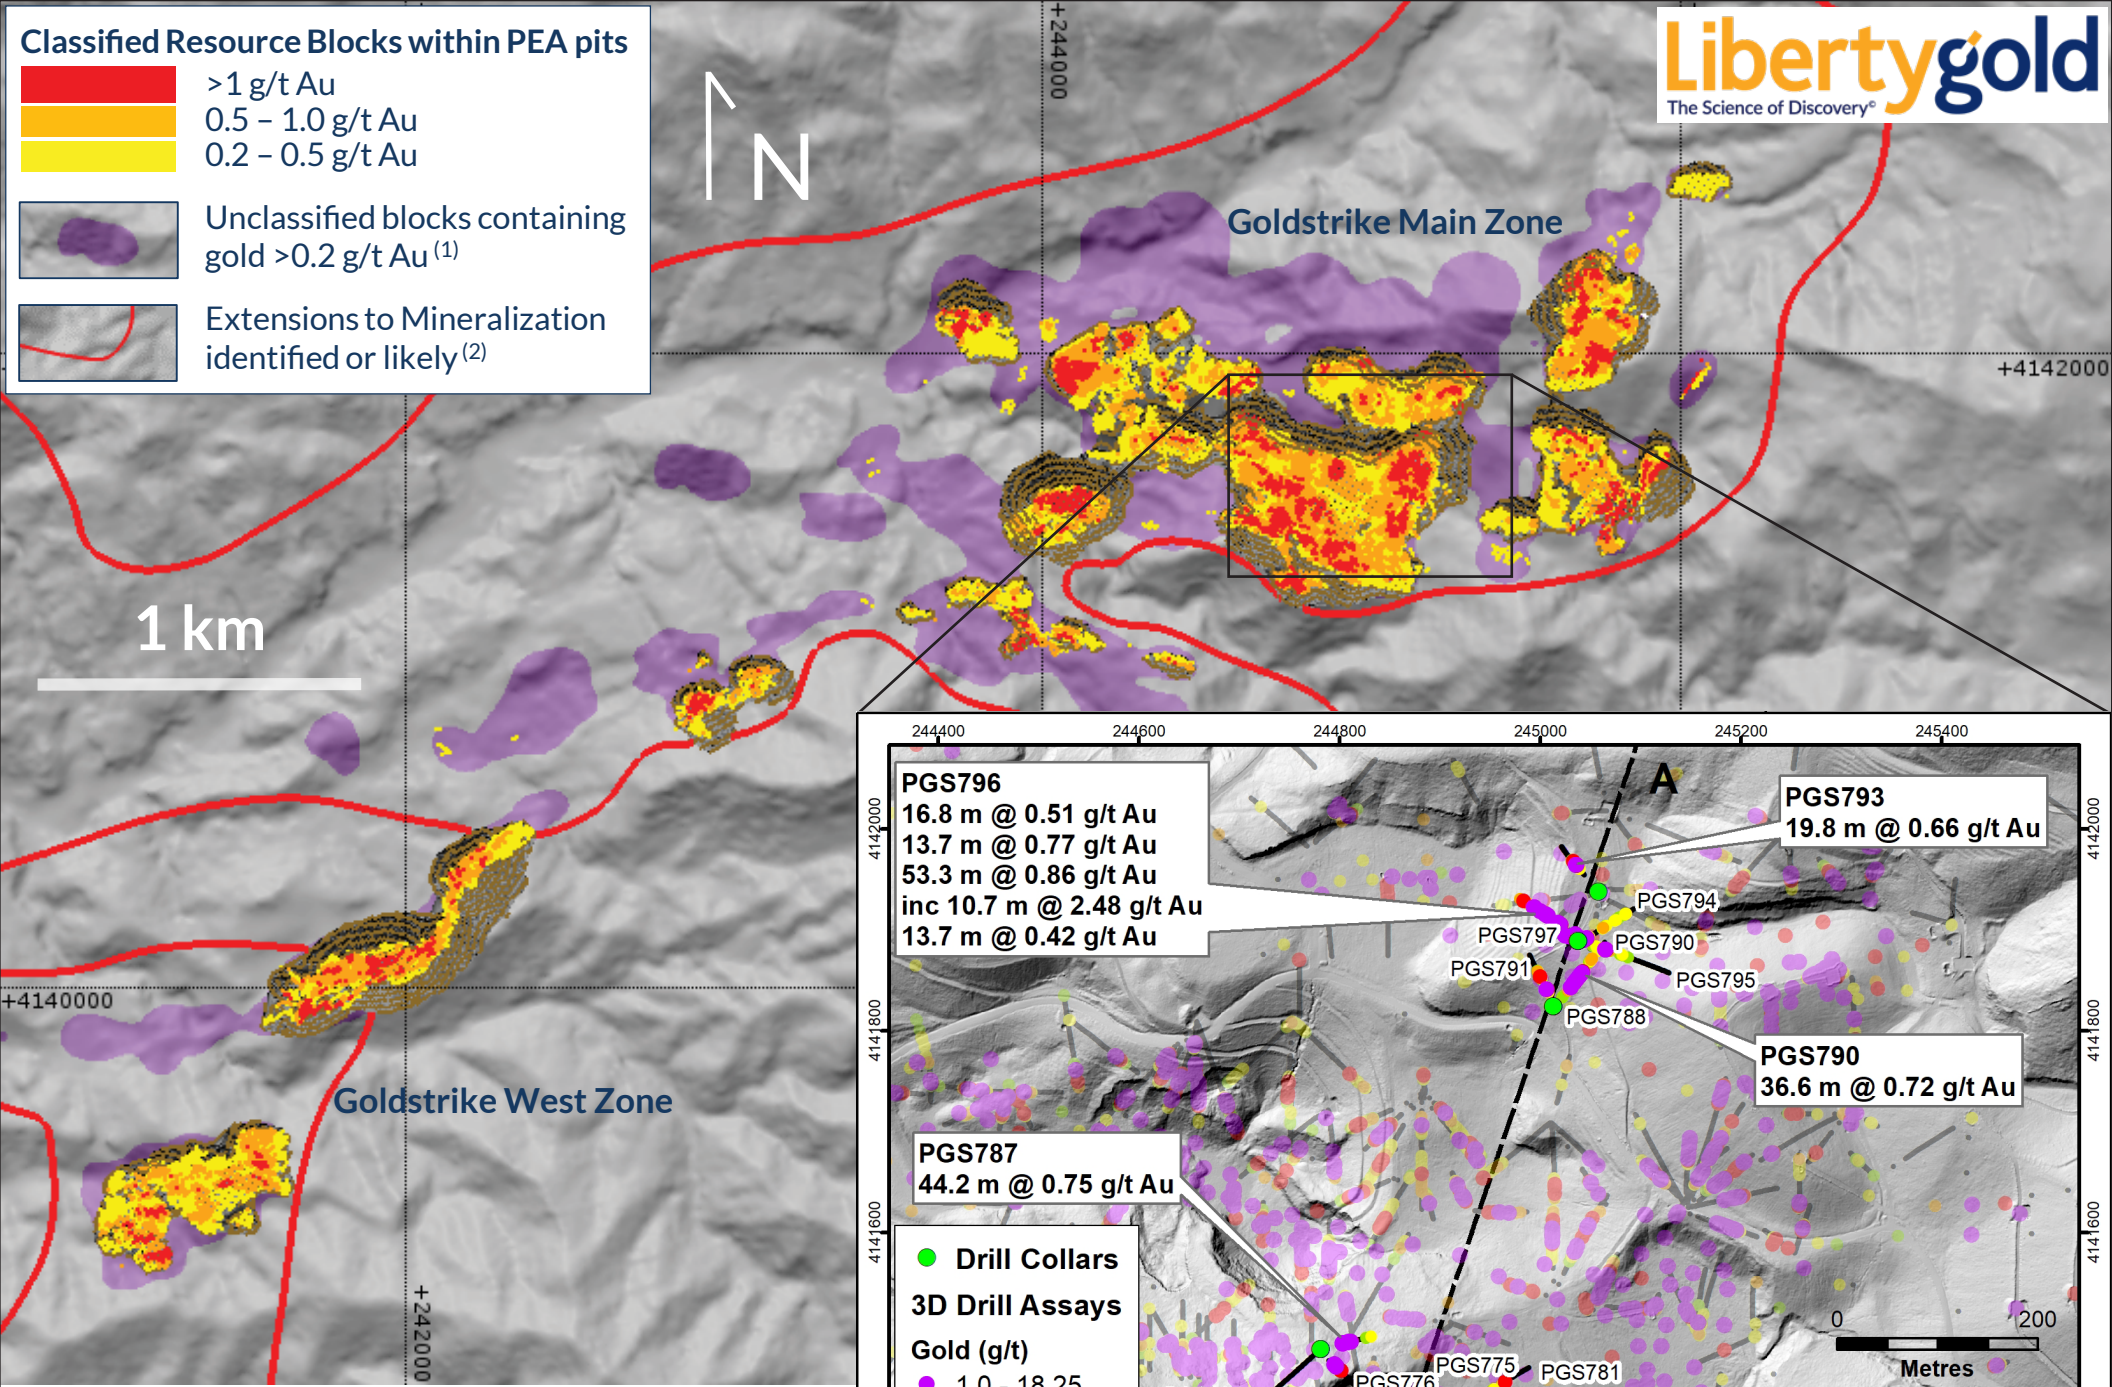 Classified Resource Blocks within PEA pits
>1 g/t Au
0.5 – 1.0 g/t Au
0.2 – 0.5 g/t Au
Unclassified blocks containing
gold >0.2 g/t Au (1)
Extensions to Mineralization
identified or likely (2)
N
+244000
Libertygold
The Science of Discovery©
Goldstrike Main Zone
+4142000
1 km
+4140000
Goldstrike West Zone
+242000
244400 244600 244800 245000 245200 245400
4142000
4141800
4141600
4142000
4141800
4141600
A
PGS796
16.8 m @ 0.51 g/t Au
13.7 m @ 0.77 g/t Au
53.3 m @ 0.86 g/t Au
inc 10.7 m @ 2.48 g/t Au
13.7 m @ 0.42 g/t Au
PGS793
19.8 m @ 0.66 g/t Au
PGS794
PGS797
PGS790
PGS791
PGS795
PGS788
PGS790
36.6 m @ 0.72 g/t Au
PGS787
44.2 m @ 0.75 g/t Au
Drill Collars
3D Drill Assays
Gold (g/t)
1.0 - 18.25
PGS775
PGS781
PGS776
0 200
Metres